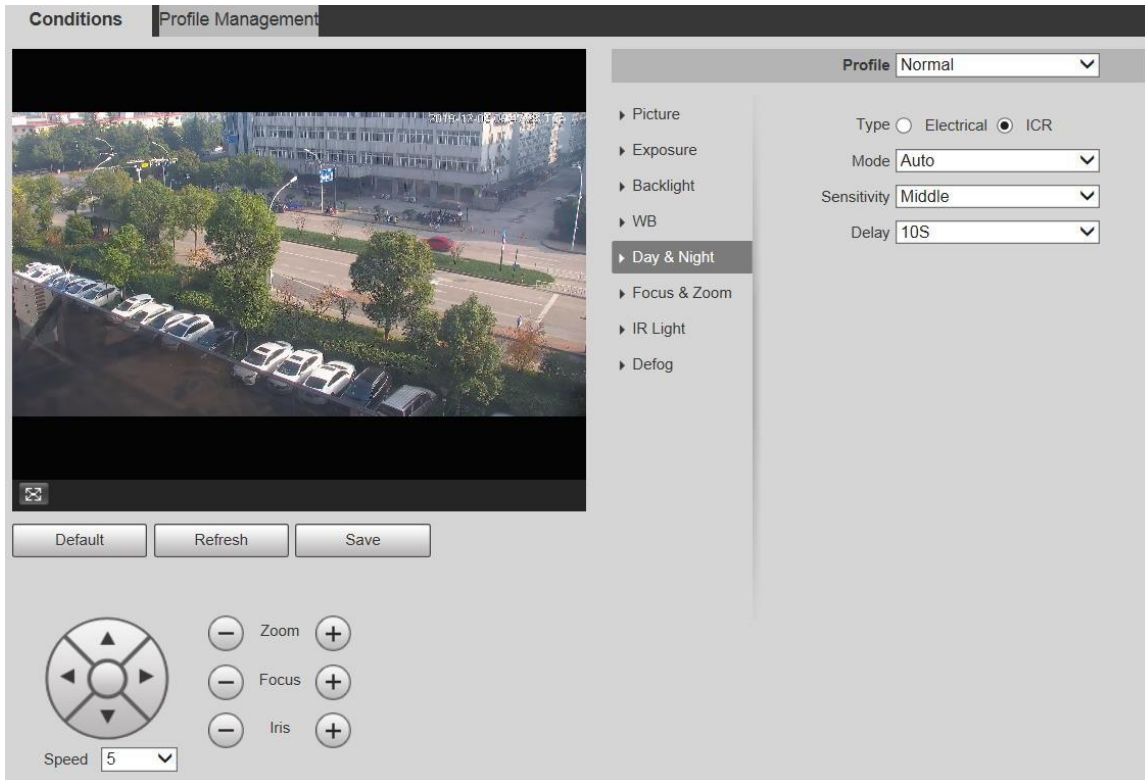 Conditions
Profile Management
Profile Normal
Picture
Exposure
Backlight
WB
Day & Night
Focus & Zoom
IR Light
Defog
Type Electrical ICR
Mode Auto
Sensitivity Middle
Delay 10S
Default
Refresh
Save
Zoom
Focus
Iris
Speed 5